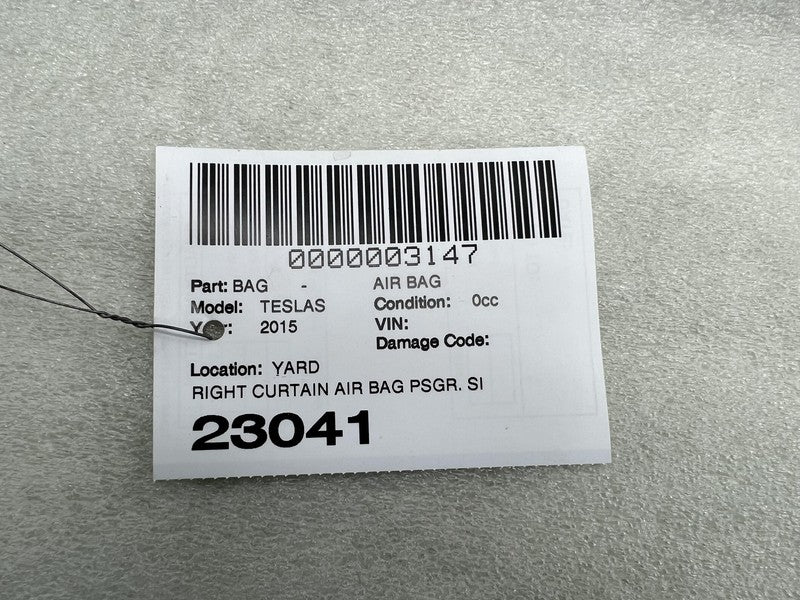 0000003147
Part: BAG - AIR BAG
Model: TESLAS Condition: 0cc
2015 VIN:
Damage Code:
Location: YARD
RIGHT CURTAIN AIR BAG PSGR. SI
23041